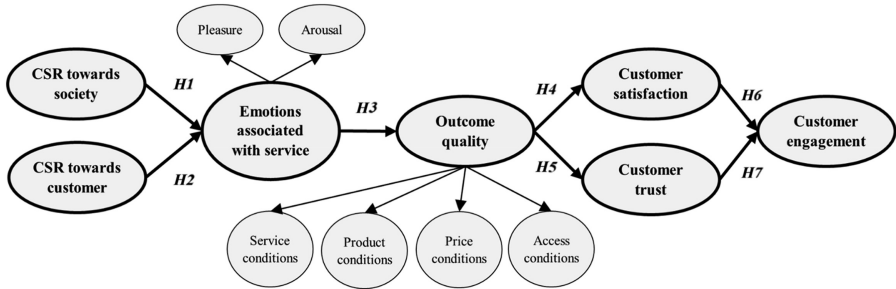 Pleasure
Arousal
CSR towards
society
H1
Emotions
associated
with service
H3
Outcome
quality
H4
Customer
satisfaction
H6
Customer
engagement
CSR towards
customer
H2
H5
Customer
trust
H7
Service
conditions
Product
conditions
Price
conditions
Access
conditions